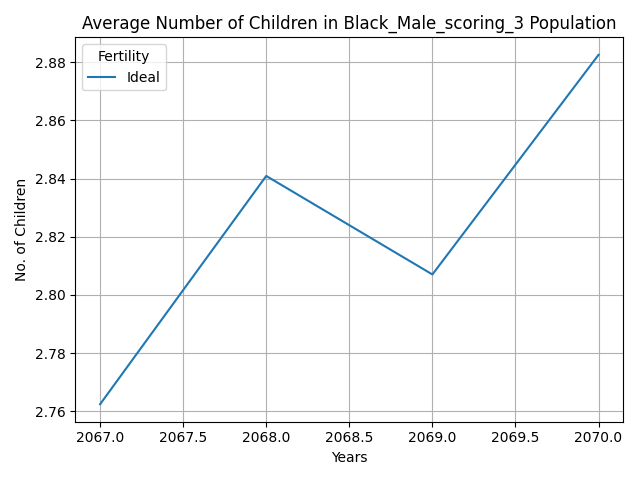 Average Number of Children in Black_Male_scoring_3 Population
Fertility
Ideal
No. of Children
2.88
2.86
2.84
2.82
2.80
2.78
2.76
2067.0 2067.5 2068.0 2068.5 2069.0 2069.5 2070.0
Years